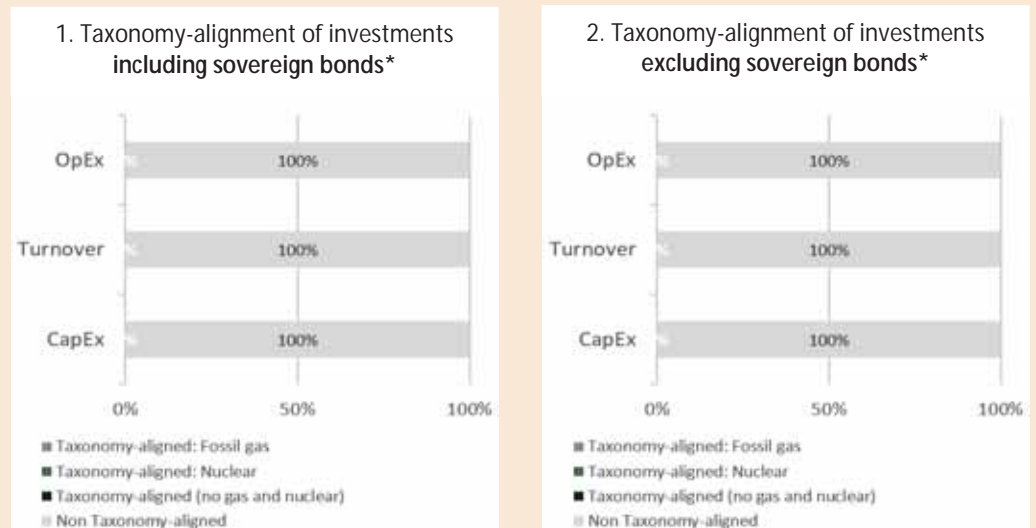 1. Taxonomy-alignment of investments
including sovereign bonds*
OpEx
100%
Turnover
100%
CapEx
100%
0%
50%
100%
Taxonomy-aligned: Fossil gas
Taxonomy-aligned: Nuclear
Taxonomy-aligned (no gas and nuclear)
Non Taxonomy-aligned
2. Taxonomy-alignment of investments
excluding sovereign bonds*
OpEx
100%
Turnover
100%
CapEx
100%
0%
50%
100%
Taxonomy-aligned: Fossil gas
Taxonomy-aligned: Nuclear
Taxonomy-aligned (no gas and nuclear)
Non Taxonomy-aligned